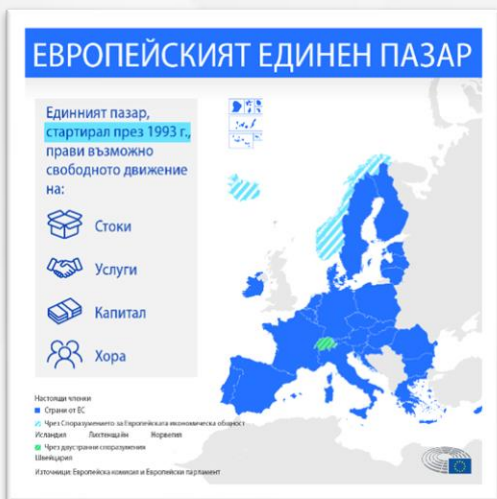 ЕВРОПЕЙСКИЯТ ЕДИНЕН ПАЗАР
Единният пазар,
стартирал през 1993 г.,
прави възможно
свободното движение
на:
Стоки
Услуги
Капитал
Хора
Настоящи членки
Страни от ЕС
Чрез Споразумението за Европейската икономическа общност
Исландия Лихтенщайн Норвегия
Чрез двустранни споразумения
Швейцария
Източници: Европейска комисия и Европейски парламент